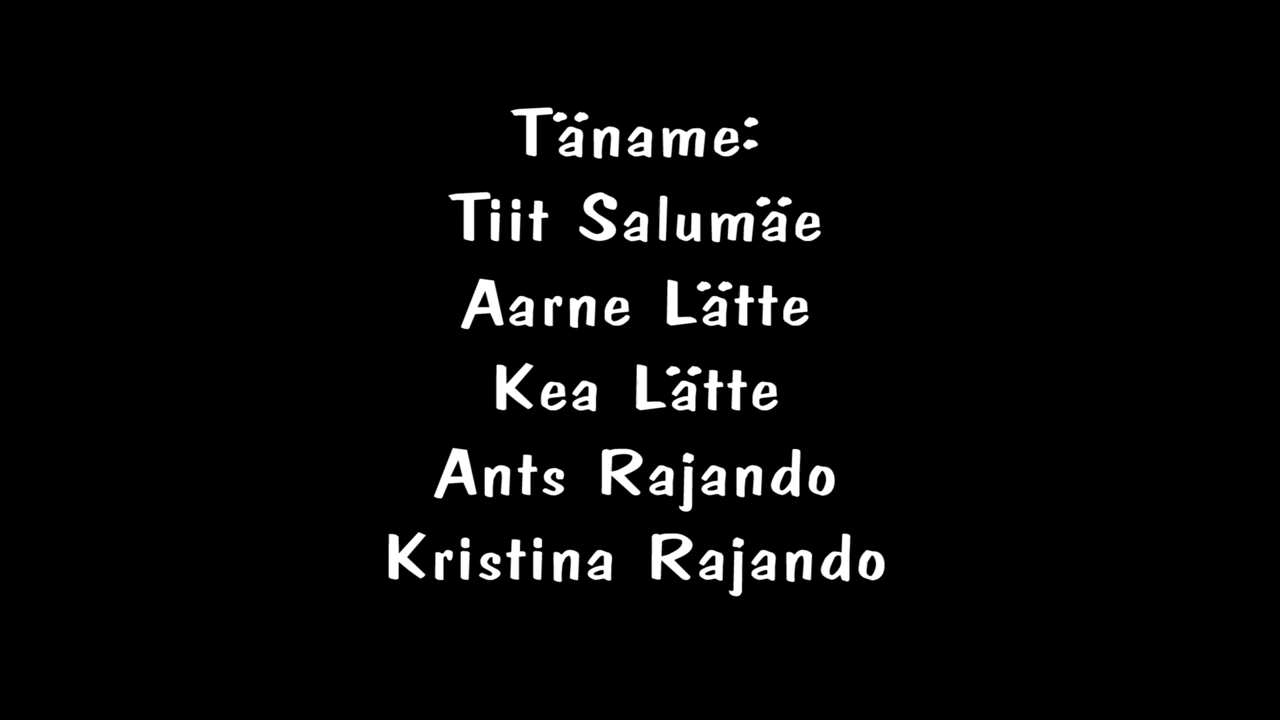 Täname:
Tiit Salumäe
Aarne Lätte
Kea Lätte
Ants Rajando
Kristina Rajando